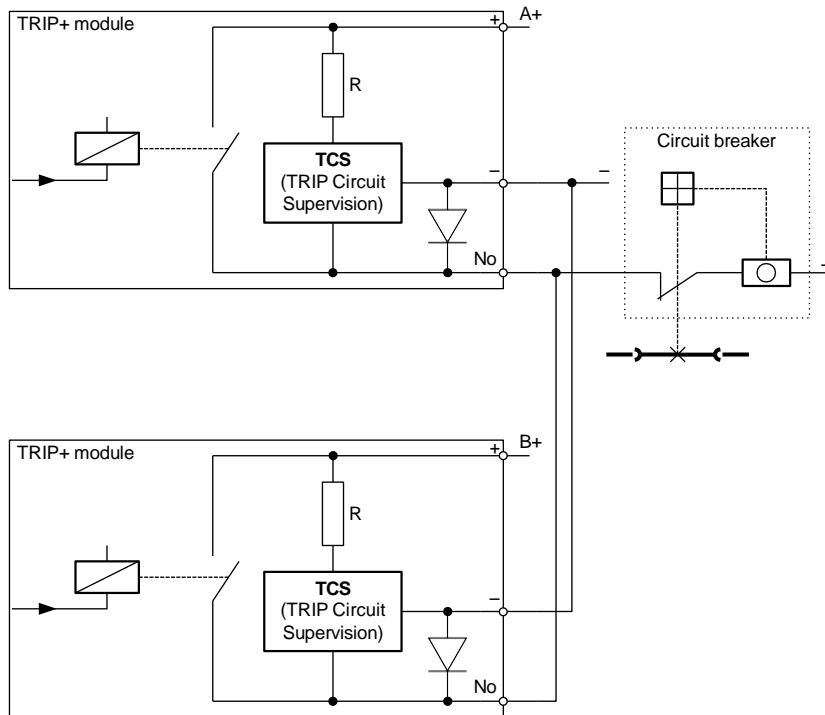 TRIP+ module
+
A+
R
Circuit breaker
TCS
(TRIP Circuit
Supervision)
–
–
No
–
TRIP+ module
+
B+
R
TCS
(TRIP Circuit
Supervision)
–
No